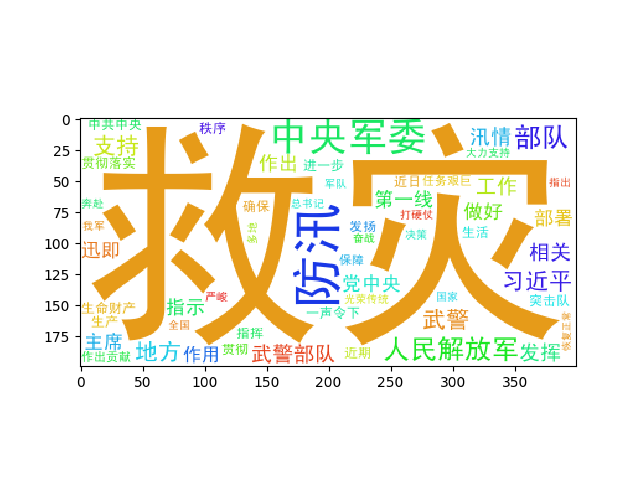 中共中央
秩序
中央军委
汛情
部队
支持
大力支持
贯彻落实
作出
进一步
军队
近日
任务艰巨
工作
指出
救灾
奔赴
确保
总书记
第一线
打硬仗
做好
部署
我军
防汛
发扬
奋战
决策
生活
迅即
保障
相关
党中央
习近平
生命财产
指示
严峻
光荣传统
国家
突击队
生产
全国
一声令下
武警
恢复正常
主席
指挥
作出贡献
地方
作用
贯彻
武警部队
近期
人民解放军
发挥
0
25
50
75
100
125
150
175
0 50 100 150 200 250 300 350